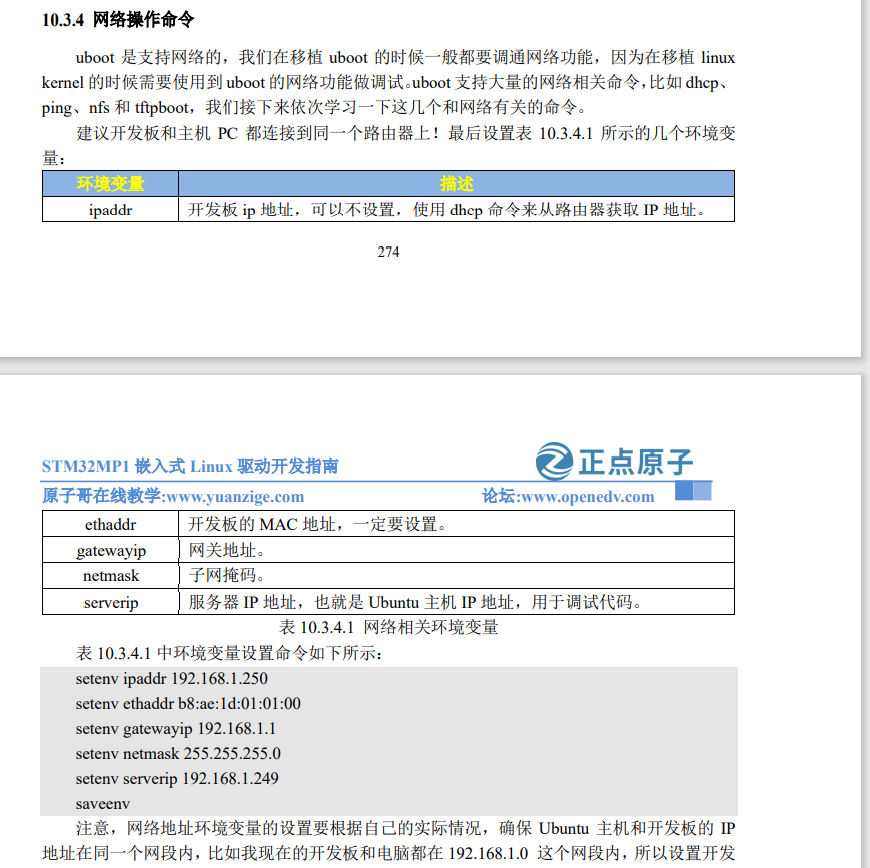 10.3.4 网络操作命令
uboot 是支持网络的，我们在移植 uboot 的时候一般都要调通网络功能，因为在移植 linux
kernel 的时候需要使用到 uboot 的网络功能做调试。uboot 支持大量的网络相关命令，比如 dhcp、
ping、nfs 和 tftpboot，我们接下来依次学习一下这几个和网络有关的命令。
建议开发板和主机 PC 都连接到同一个路由器上！最后设置表 10.3.4.1 所示的几个环境变
量：
环境变量 描述
ipaddr 开发板 ip 地址，可以不设置，使用 dhcp 命令来从路由器获取 IP 地址。
274
正点原子
STM32MP1 嵌入式 Linux 驱动开发指南
原子哥在线教学:www.yuanzige.com 论坛:www.openedv.com
ethaddr 开发板的 MAC 地址，一定要设置。
gatewayip 网关地址。
netmask 子网掩码。
serverip 服务器 IP 地址，也就是 Ubuntu 主机 IP 地址，用于调试代码。
表 10.3.4.1 网络相关环境变量
表 10.3.4.1 中环境变量设置命令如下所示：
setenv ipaddr 192.168.1.250
setenv ethaddr b8:ae:1d:01:01:00
setenv gatewayip 192.168.1.1
setenv netmask 255.255.255.0
setenv serverip 192.168.1.249
saveenv
注意，网络地址环境变量的设置要根据自己的实际情况，确保 Ubuntu 主机和开发板的 IP
地址在同一个网段内，比如我现在的开发板和电脑都在 192.168.1.0 这个网段内，所以设置开发